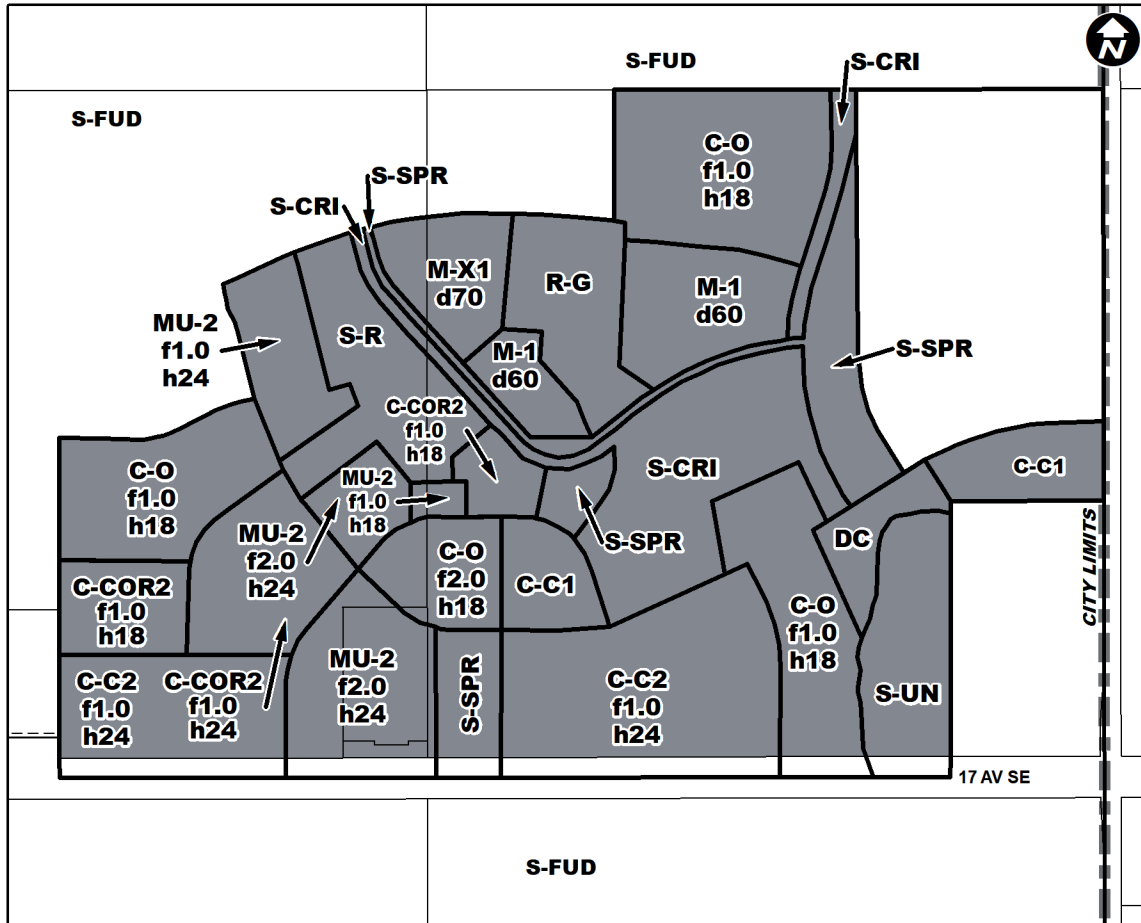 N
S-FUD
S-CRI
S-FUD
C-O
f1.0
h18
S-SPR
S-CRI
M-X1
d70
R-G
M-1
d60
MU-2
f1.0
h24
S-R
M-1
d60
S-SPR
C-COR2
f1.0
h18
C-O
f1.0
h18
S-CRI
C-C1
MU-2
f1.0
h18
MU-2
f2.0
h24
S-SPR
DC
CITY LIMITS
C-O
f2.0
h18
C-C1
C-COR2
f1.0
h18
C-O
f1.0
h18
MU-2
f2.0
h24
S-SPR
C-C2
f1.0
h24
C-COR2
f1.0
h24
C-C2
f1.0
h24
S-UN
17 AV SE
S-FUD